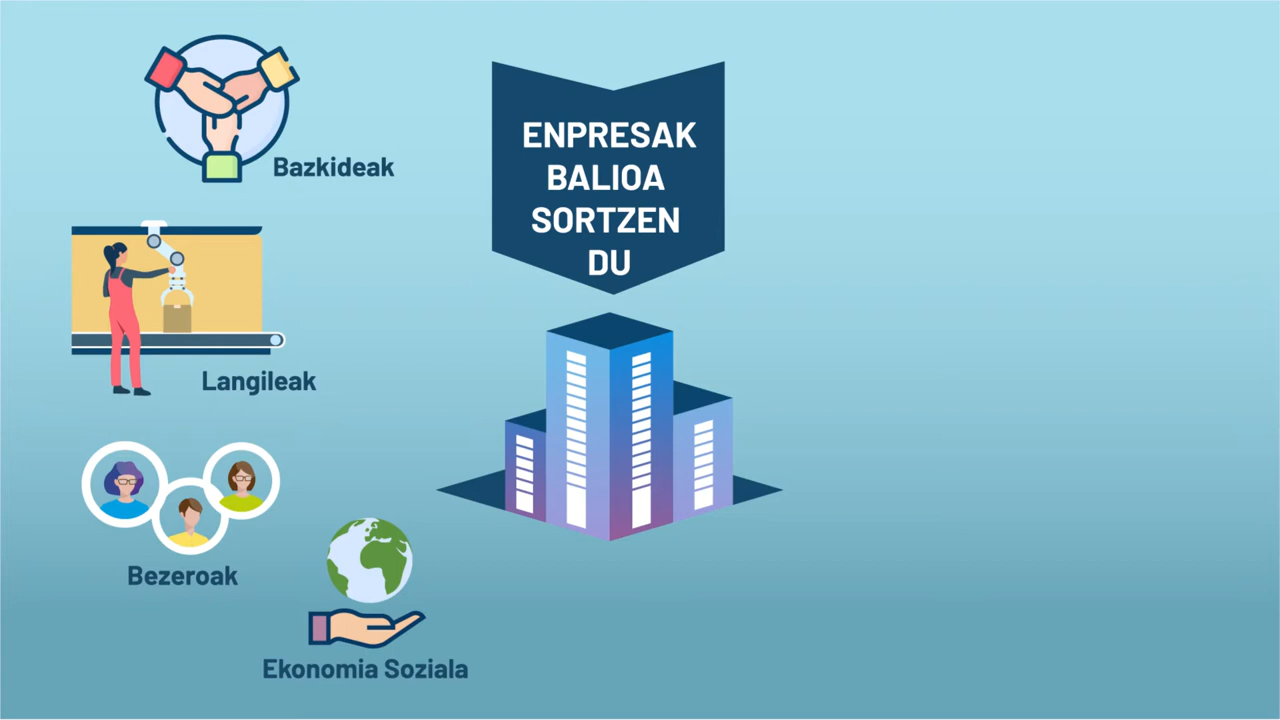 Bazkideak
ENPRESAK
BALIOA
SORTZEN
DU
Langileak
Bezeroak
Ekonomia Soziala